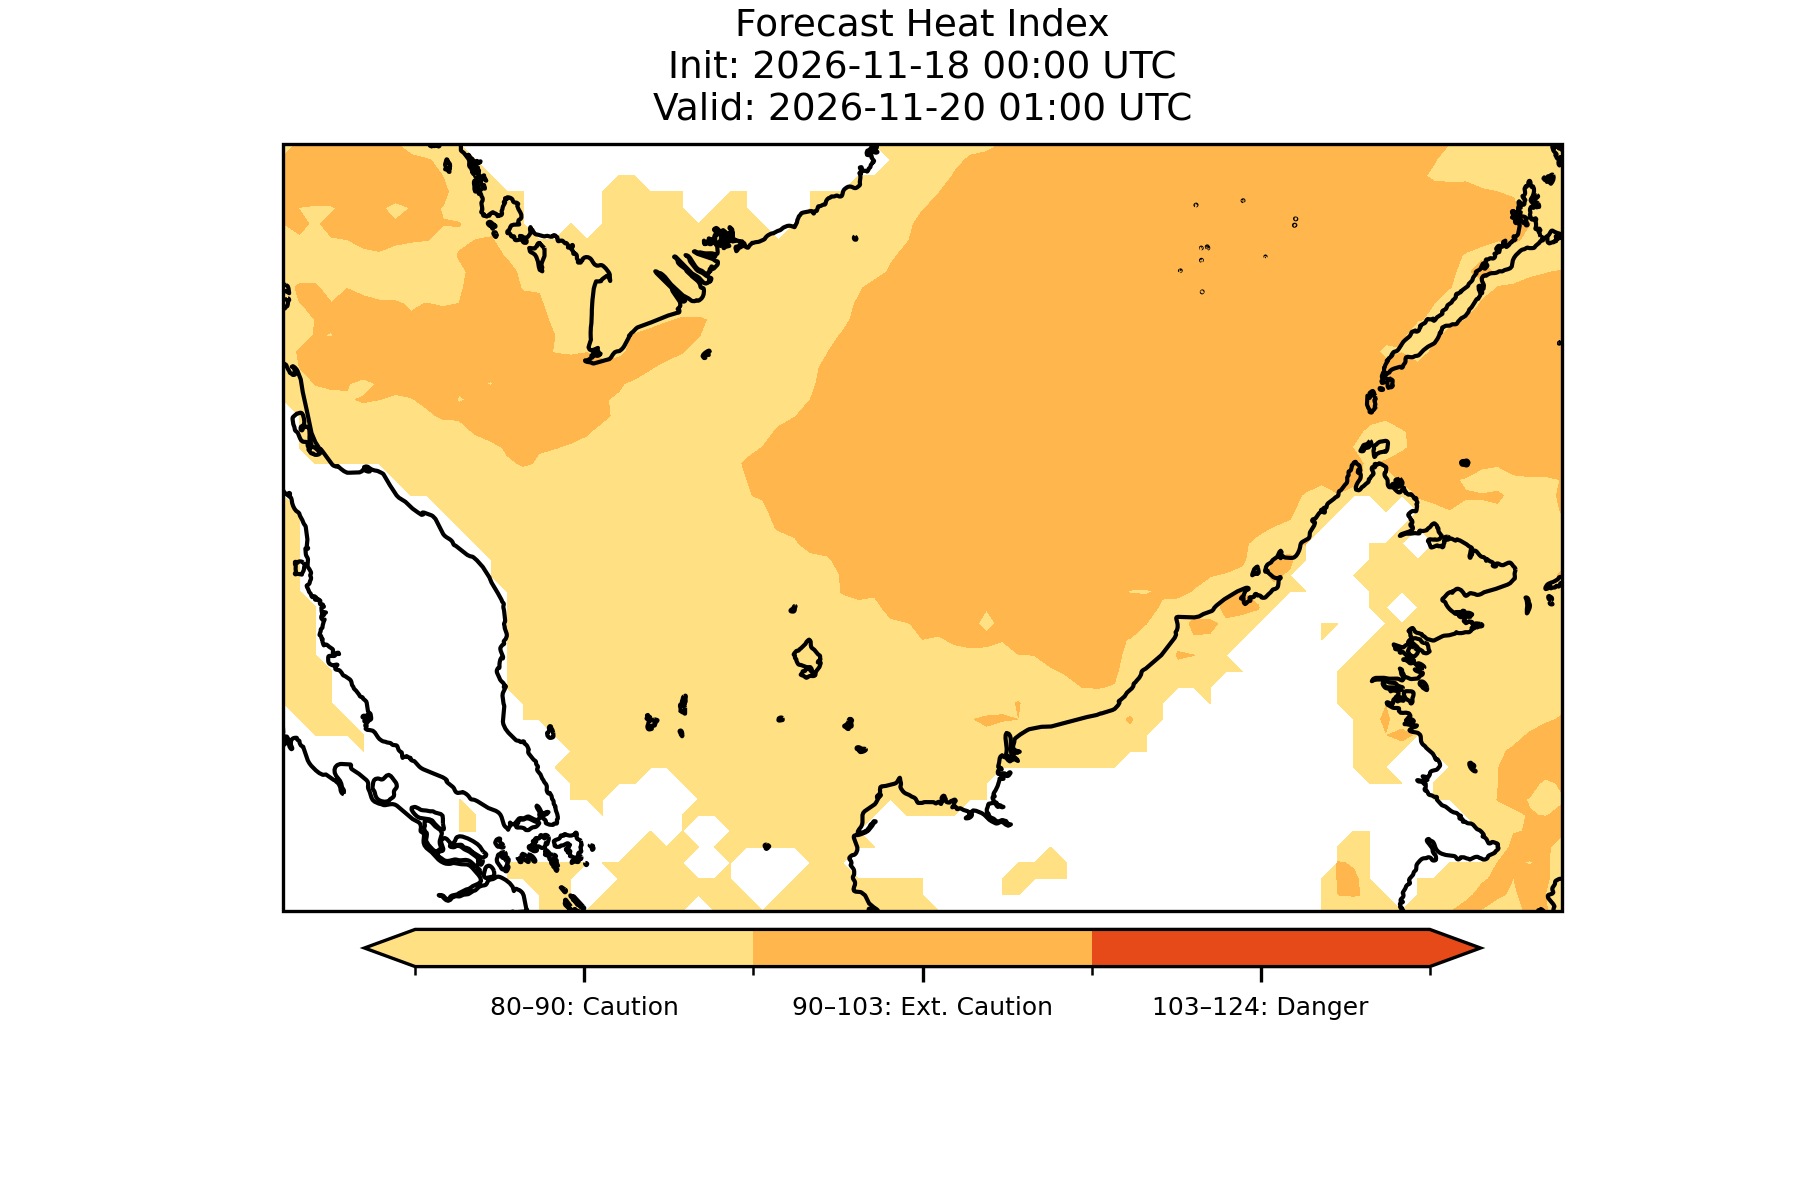 Forecast Heat Index
Init: 2026-11-18 00:00 UTC
Valid: 2026-11-20 01:00 UTC
80–90: Caution
90–103: Ext. Caution
103–124: Danger